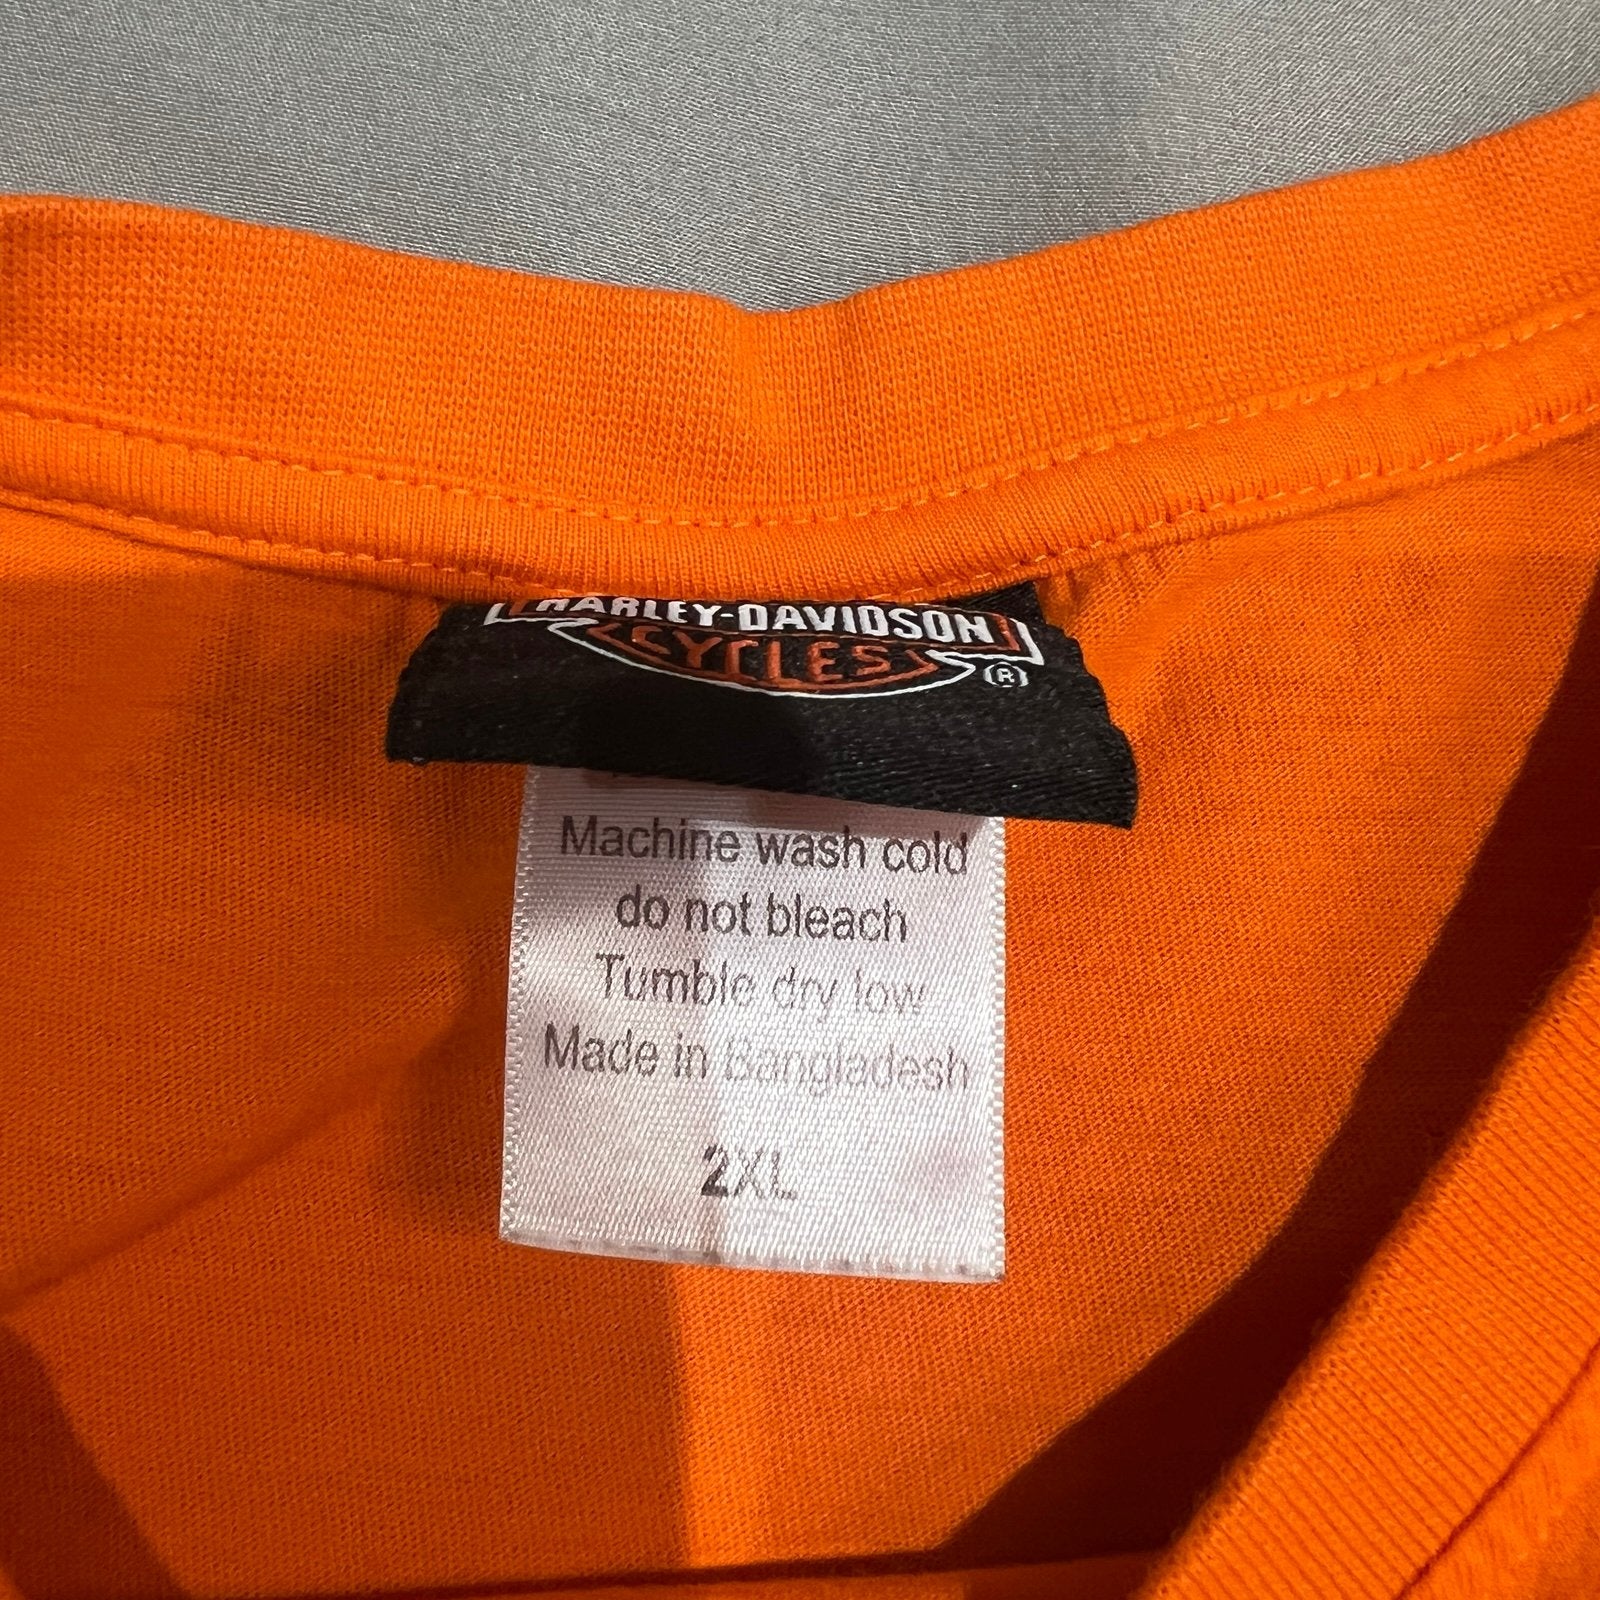 HARLEY-DAVIDSON
CYCLES
®
Machine wash cold
do not bleach
Tumble dry low
Made in Bangladesh
2XL